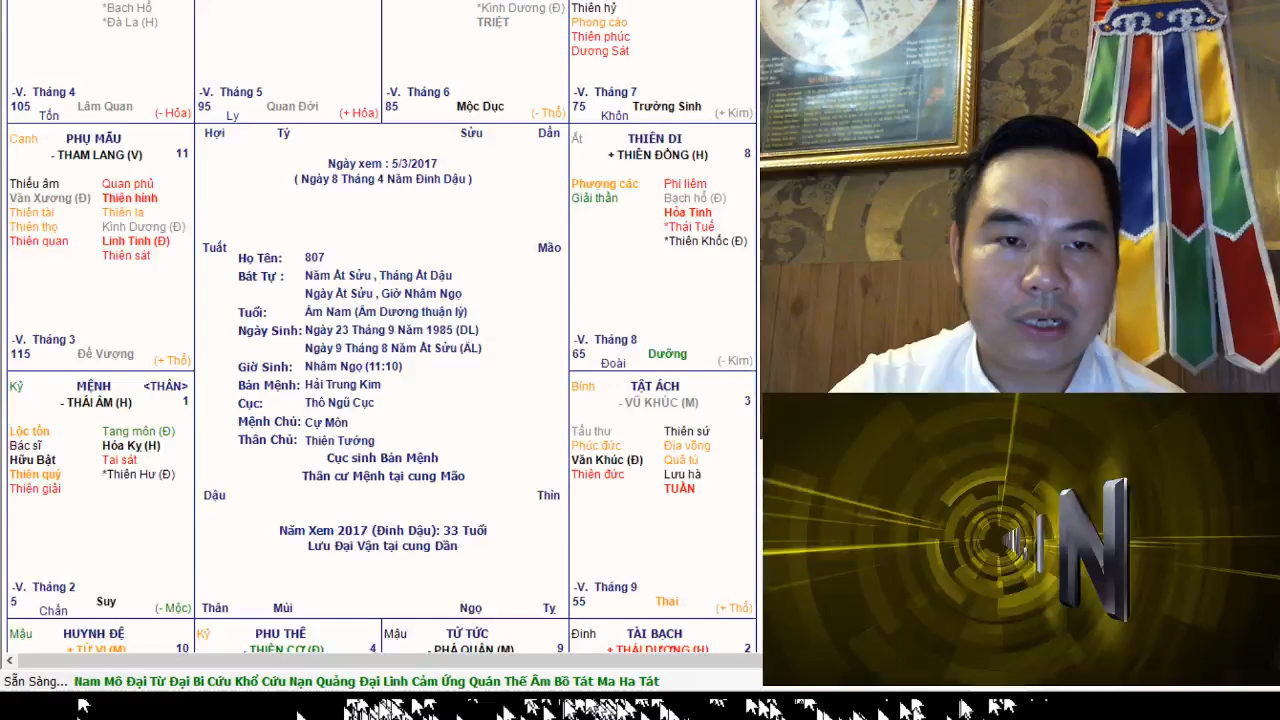 *Bạch Hổ
*Đà La (H)
-V. Tháng 4
105
Lâm Quan
Tốn
(- Hỏa)
-V. Tháng 5
95
Quan Đới
Ly
(+ Hỏa)
*Kình Dương (Đ)
TRIỆT
-V. Tháng 6
85
Mộc Dục
(- Thổ)
Thiên hỷ
Phong cáo
Thiên phúc
Dương Sát
-V. Tháng 7
75
Trường Sinh
Khôn
(+ Kim)
Canh
PHỤ MẪU
- THAM LANG (V)
11
Thiếu âm
Văn Xương (Đ)
Thiên tài
Thiên thọ
Thiên quan
Quan phủ
Thiên hình
Thiên la
Kình Dương (Đ)
Linh Tinh (Đ)
Thiên sát
-V. Tháng 3
115
Đế Vượng
(+ Thổ)
Hợi
Tý
Sửu
Dần
Ngày xem : 5/3/2017
( Ngày 8 Tháng 4 Năm Đinh Dậu )
Tuất
Mão
Họ Tên: 807
Bát Tự : Năm Ất Sửu , Tháng Ất Dậu
Ngày Ất Sửu , Giờ Nhâm Ngọ
Tuổi: Âm Nam (Âm Dương thuận lý)
Ngày Sinh: Ngày 23 Tháng 9 Năm 1985 (DL)
Ngày 9 Tháng 8 Năm Ất Sửu (ÂL)
Giờ Sinh: Nhâm Ngọ (11:10)
Bản Mệnh: Hải Trung Kim
Cục: Thổ Ngũ Cục
Mệnh Chủ: Cự Môn
Thân Chủ: Thiên Tướng
Cục sinh Bản Mệnh
Thân cư Mệnh tại cung Mão
Dậu
Thìn
Năm Xem 2017 (Đinh Dậu): 33 Tuổi
Lưu Đại Vận tại cung Dần
Thân
Mùi
Ngọ
Tỵ
Ất
THIÊN DI
+ THIÊN ĐỒNG (H)
8
Phượng các
Giải thần
Phi liêm
Bạch hổ (Đ)
Hỏa Tinh
*Thái Tuế
*Thiên Khốc (Đ)
-V. Tháng 8
65
Dưỡng
Đoài
(- Kim)
Kỷ
MỆNH
<THÂN>
- THÁI ÂM (H)
1
Lộc tồn
Bác sĩ
Hữu Bật
Thiên quý
Thiên giải
Tang môn (Đ)
Hóa Kỵ (H)
Tai sát
*Thiên Hư (Đ)
-V. Tháng 2
5
Suy
Chấn
(- Mộc)
Bính
TẬT ÁCH
- VŨ KHÚC (M)
3
Tấu thư
Phúc đức
Văn Khúc (Đ)
Thiên đức
Thiên sứ
Địa võng
Quả tú
Lưu hà
TUẦN
-V. Tháng 9
55
Thai
(+ Thổ)
Mậu
HUYNH ĐỆ
+ TỬ VI (M)
10
Kỷ
PHU THÊ
- THIÊN CƠ (Đ)
4
Mậu
TỬ TỨC
- PHÁ QUÂN (M)
9
Đinh
TÀI BẠCH
+ THÁI DƯƠNG (H)
2
Sẵn Sàng...
Nam Mô Đại Từ Đại Bi Cứu Khổ Cứu Nạn Quảng Đại Linh Cảm Ứng Quán Thế Âm Bồ Tát Ma Ha Tát
N